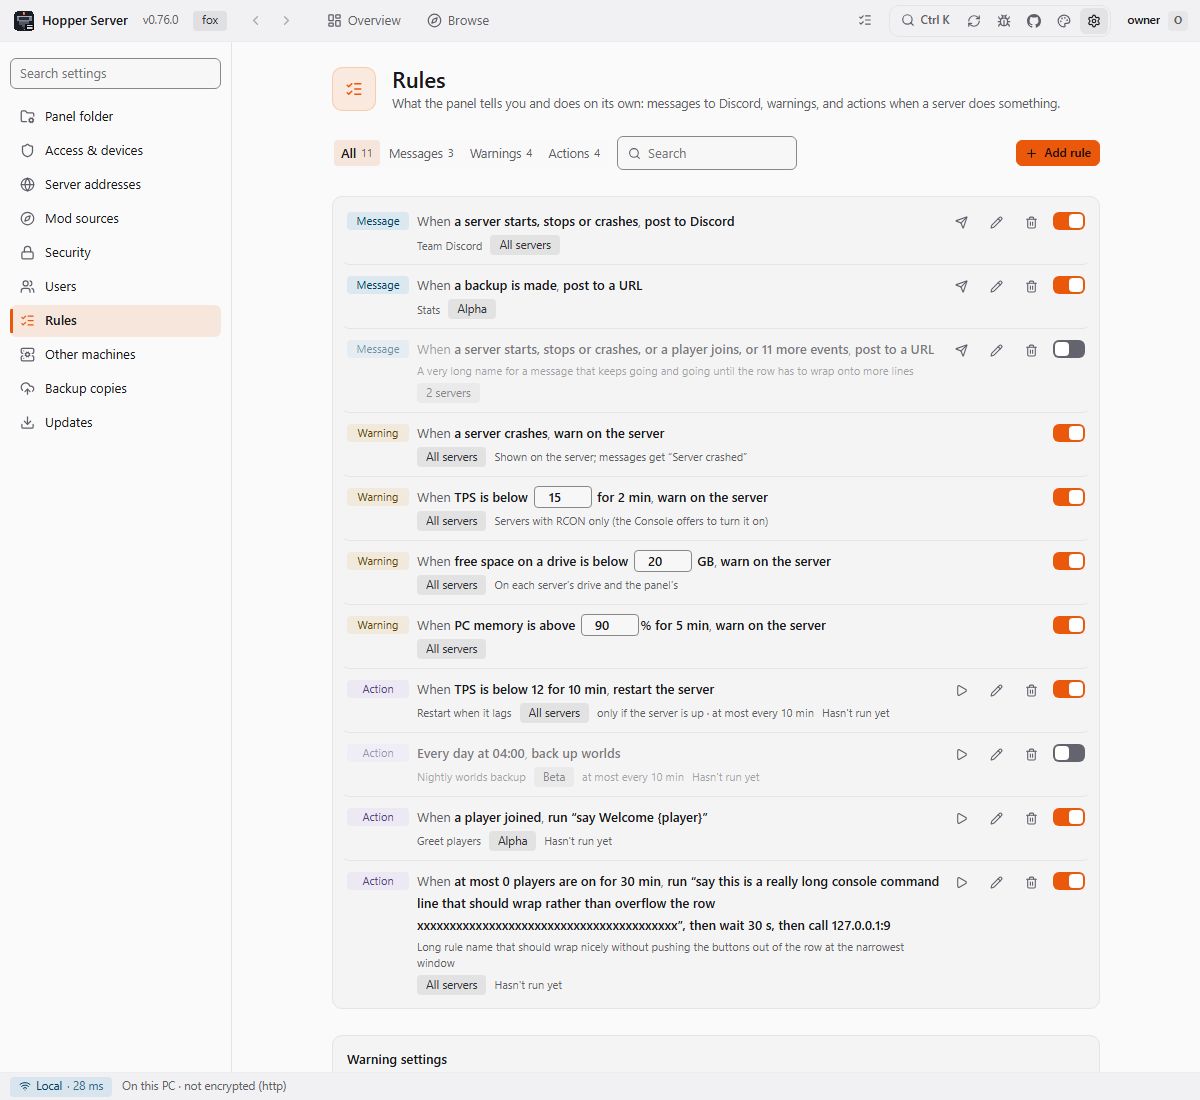 Hopper Server v0.76.0 fox Overview Browse Ctrl K owner O
Search settings
Panel folder
Access & devices
Server addresses
Mod sources
Security
Users
Rules
Other machines
Backup copies
Updates
Rules
What the panel tells you and does on its own: messages to Discord, warnings, and actions when a server does something.
All 11 Messages 3 Warnings 4 Actions 4 Search + Add rule
Message When a server starts, stops or crashes, post to Discord
Team Discord All servers
Message When a backup is made, post to a URL
Stats Alpha
Message When a server starts, stops or crashes, or a player joins, or 11 more events, post to a URL
A very long name for a message that keeps going and going until the row has to wrap onto more lines
2 servers
Warning When a server crashes, warn on the server
All servers Shown on the server; messages get “Server crashed”
Warning When TPS is below 15 for 2 min, warn on the server
All servers Servers with RCON only (the Console offers to turn it on)
Warning When free space on a drive is below 20 GB, warn on the server
All servers On each server's drive and the panel's
Warning When PC memory is above 90 % for 5 min, warn on the server
All servers
Action When TPS is below 12 for 10 min, restart the server
Restart when it lags All servers only if the server is up · at most every 10 min Hasn't run yet
Action Every day at 04:00, back up worlds
Nightly worlds backup Beta at most every 10 min Hasn't run yet
Action When a player joined, run “say Welcome {player}”
Greet players Alpha Hasn't run yet
Action When at most 0 players are on for 30 min, run “say this is a really long console command
line that should wrap rather than overflow the row
xxxxxxxxxxxxxxxxxxxxxxxxxxxxxxxxxxxxxxxx”, then wait 30 s, then call 127.0.0.1:9
Long rule name that should wrap nicely without pushing the buttons out of the row at the narrowest
window
All servers Hasn't run yet
Warning settings
Local · 28 ms On this PC · not encrypted (http)